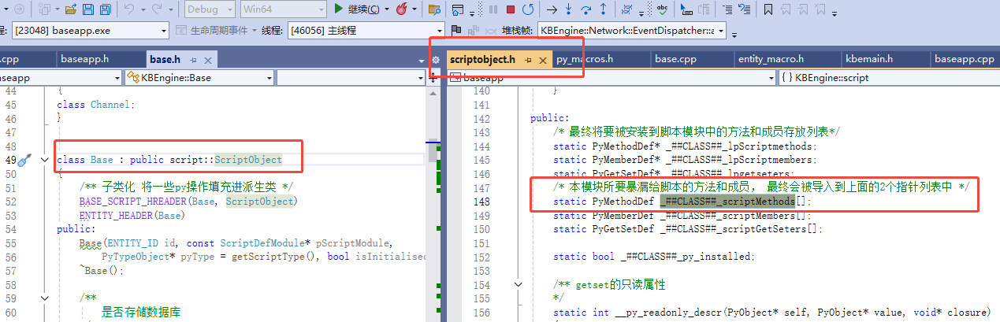 Debug
Win64
继续(C)
程:
[23048] baseapp.exe
生命周期事件
线程:
[46056] 主线程
堆栈帧:
KBEngine::Network::EventDispatcher::a
.cpp
baseapp.h
base.h
aseapp
KBEngine::Base
44 {
45 class Channel;
46 }
47
48
49 class Base : public script::ScriptObject
50 {
51 /** 子类化 将一些py操作填充进派生类 */
52 BASE_SCRIPT_HREADER(Base, ScriptObject)
53 ENTITY_HEADER(Base)
54 public:
55 Base(ENTITY_ID id, const ScriptDefModule* pScriptModule,
56 PyTypeObject* pyType = getScriptType(), bool isInitialised
57 ~Base();
58
59 /**
60 是否存储数据库
scriptobject.h
py_macros.h
base.cpp
entity_macro.h
kbemain.h
baseapp.cpp
baseapp
{ } KBEngine::script
140 }
141
142 public:
143 /* 最终将要被安装到脚本模块中的方法和成员存放列表*/
144 static PyMethodDef* _##CLASS##_lpScriptmethods;
145 static PyMemberDef* _##CLASS##_lpScriptmembers;
146 static PyGetSetDef* _##CLASS##_lpgetseters;
147 /* 本模块所要暴漏给脚本的方法和成员， 最终会被导入到上面的2个指针列表中 */
148 static PyMethodDef _##CLASS##_scriptMethods[];
149 static PyMemberDef _##CLASS##_scriptMembers[];
150 static PyGetSetDef _##CLASS##_scriptGetSeters[];
151
152 static bool _##CLASS##_py_installed;
153
154 /** getset的只读属性
155 */
156 static int __py_readonly_descr(PyObject* self, PyObject* value, void* closure)